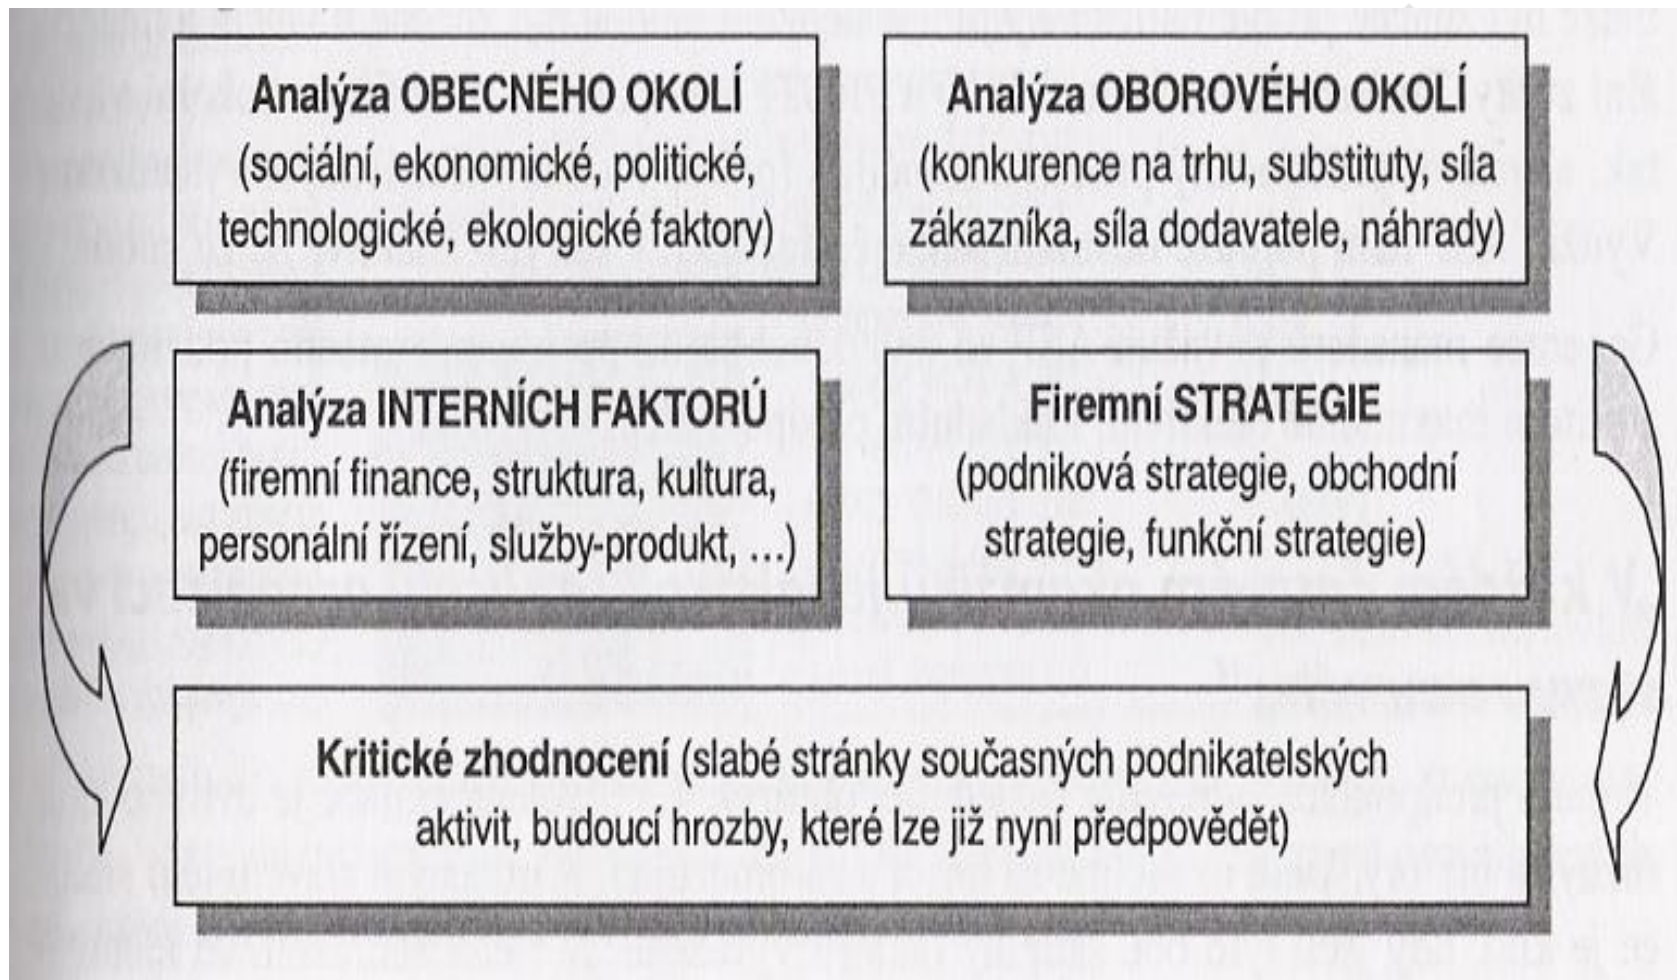 Analýza OBECNÉHO OKOLÍ
(sociální, ekonomické, politické,
technologické, ekologické faktory)
Analýza OBOROVÉHO OKOLÍ
(konkurence na trhu, substituty, síla
zákazníka, síla dodavatele, náhrady)
Analýza INTERNÍCH FAKTORŮ
(firemní finance, struktura, kultura,
personální řízení, služby-produkt, ...)
Firemní STRATEGIE
(podniková strategie, obchodní
strategie, funkční strategie)
Kritické zhodnocení (slabé stránky současných podnikatelských
aktivit, budoucí hrozby, které lze již nyní předpovědět)